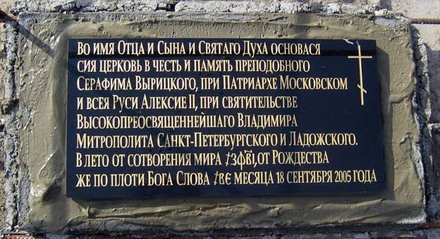 Во имя Отца и Сына и Святаго Духа основася
сия церковь в честь и память преподобного
Серафима Вырицкого, при Патриархе Московском
и всея Руси Алексие II, при святительстве
Высокопреосвященнейшаго Владимира
Митрополита Санкт-Петербургского и Ладожского.
В лето от сотворения мира ҂зфѓi, от Рождества
же по плоти Бога Слова ҂вє месяца 18 сентября 2005 года